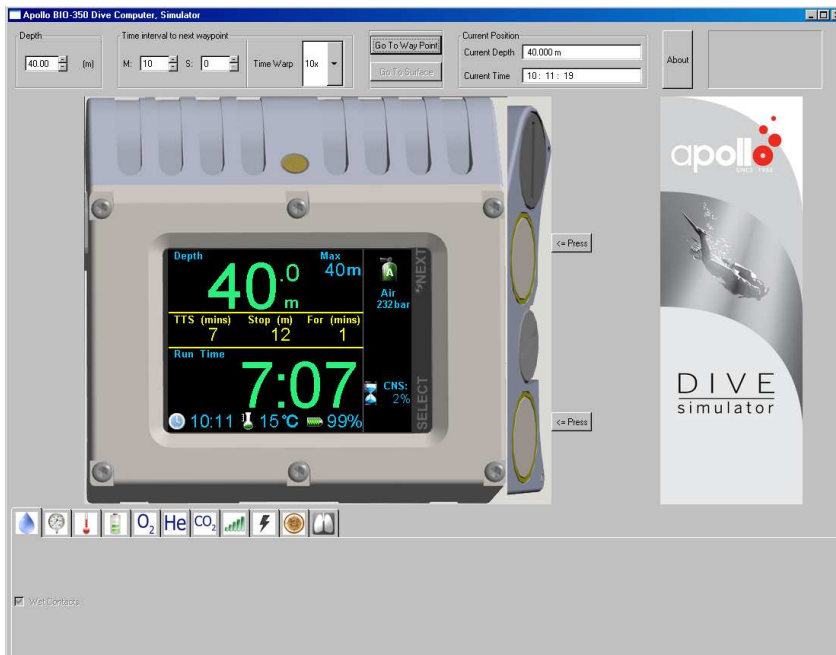 Apollo BIO-350 Dive Computer, Simulator
Depth
40.00 (m)
Time interval to next waypoint
M: 10 S: 0 Time Warp 10x
Go To Way Point
Go To Surface
Current Position
Current Depth 40.000 m
Current Time 10 : 11 : 19
About
apollo
SINCE 1966
Depth
40.0 m
Max
40m
A
Air
232bar
NEXT
TTS (mins) Stop (m) For (mins)
7 12 1
Run Time
7:07
CNS:
2%
SELECT
10:11 15°C 99%
<= Press
<= Press
DIVE
simulator
O2 He CO2
Wet Contacts